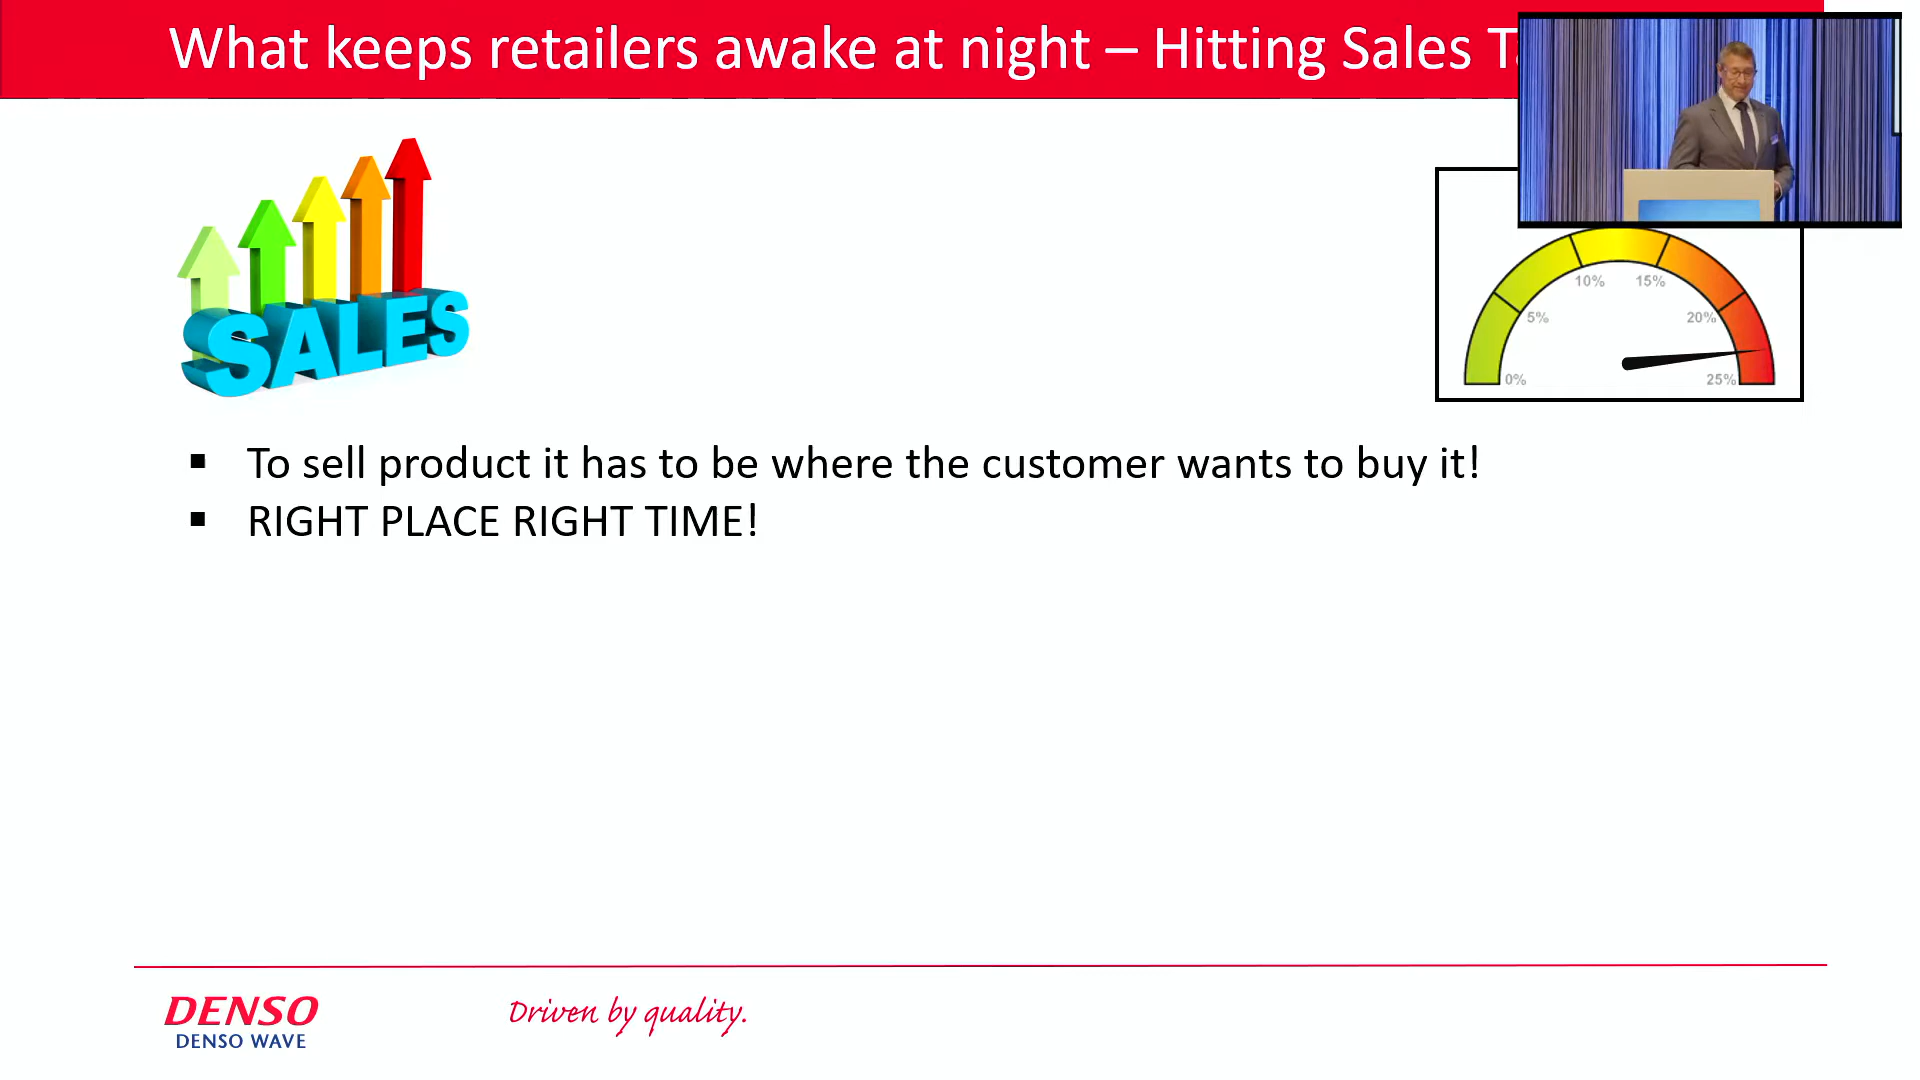 What keeps retailers awake at night – Hitting Sales
SALES
10% 15%
5% 20%
0% 25%
▪ To sell product it has to be where the customer wants to buy it!
▪ RIGHT PLACE RIGHT TIME!
DENSO
DENSO WAVE
Driven by quality.